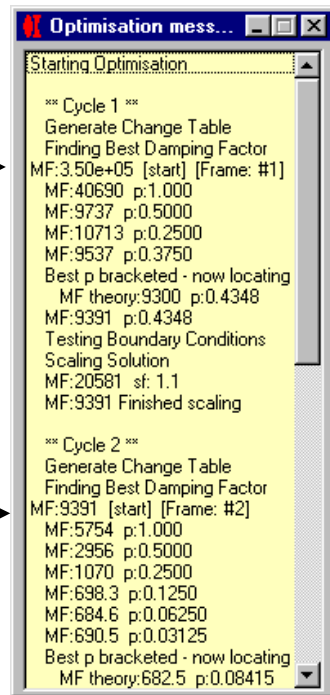 Optimisation mess...
Starting Optimisation
** Cycle 1 **
Generate Change Table
Finding Best Damping Factor
MF:3.50e+05 [start] [Frame: #1]
MF:40690 p:1.000
MF:9737 p:0.5000
MF:10713 p:0.2500
MF:9537 p:0.3750
Best p bracketed - now locating
MF theory:9300 p:0.4348
MF:9391 p:0.4348
Testing Boundary Conditions
Scaling Solution
MF:20581 sf: 1.1
MF:9391 Finished scaling
** Cycle 2 **
Generate Change Table
Finding Best Damping Factor
MF:9391 [start] [Frame: #2]
MF:5754 p:1.000
MF:2956 p:0.5000
MF:1070 p:0.2500
MF:698.3 p:0.1250
MF:684.6 p:0.06250
MF:690.5 p:0.03125
Best p bracketed - now locating
MF theory:682.5 p:0.08415